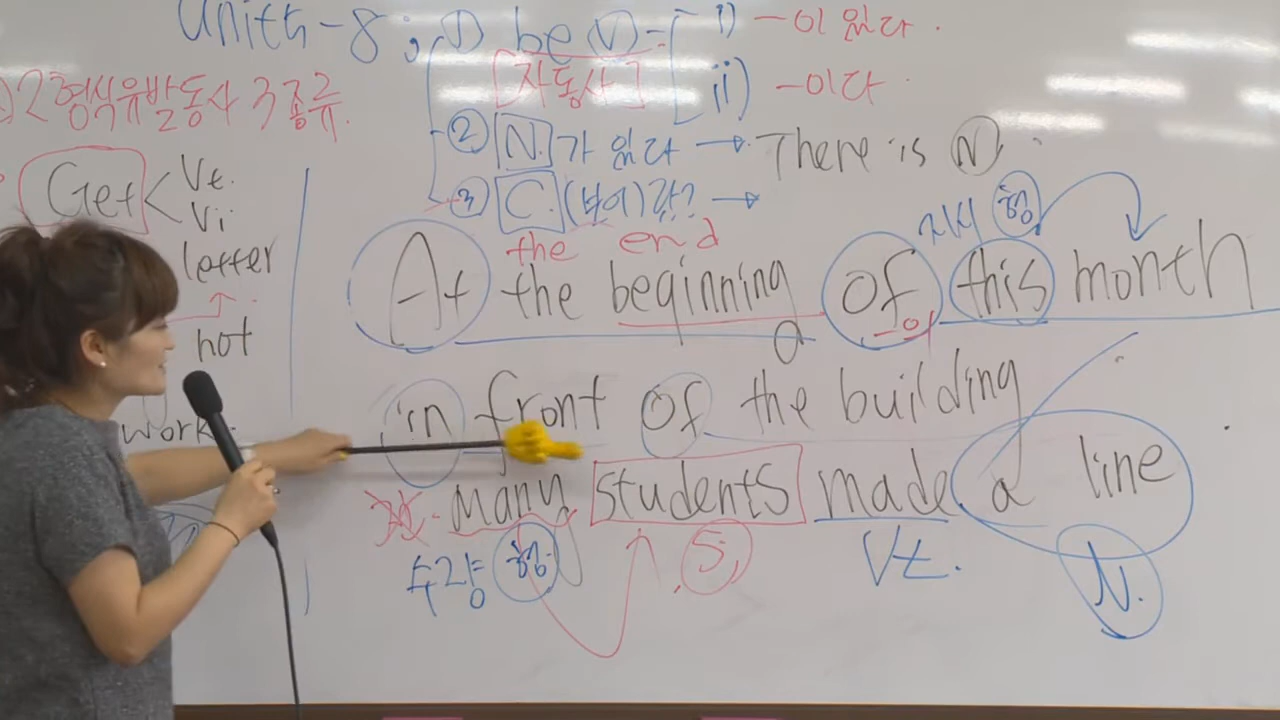 Unit 5-8 ; ① be Ⓥ - [ i) -이 있다.
1) 2형식유발동사 3종류.
[자동사] ii) -이다.
② N. 가 있다 → There is Ⓝ.
Get < Vt. Vi
③ C. (보어)란? →
the end
지시 형
letter
At the beginning of this month
hot
a
in front of the building
work.
Many students made a line
수량 형
S.
Vt.
N.